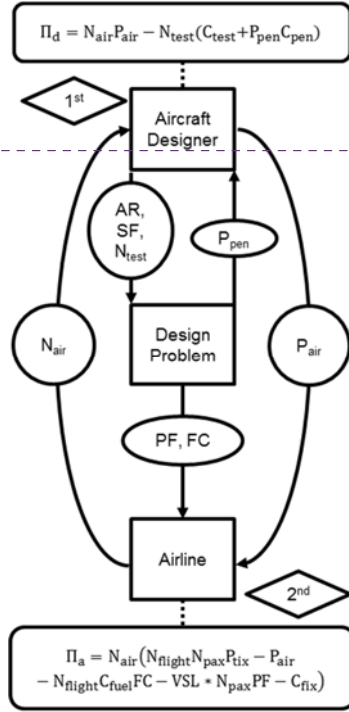 Π_d = N_air P_air − N_test(C_test+P_pen C_pen)
1st
Aircraft
Designer
AR,
SF,
N_test
P_pen
N_air
Design
Problem
P_air
PF, FC
Airline
2nd
Π_a = N_air(N_flight N_pax P_tix − P_air
− N_flight C_fuel FC − VSL * N_pax PF − C_fix)